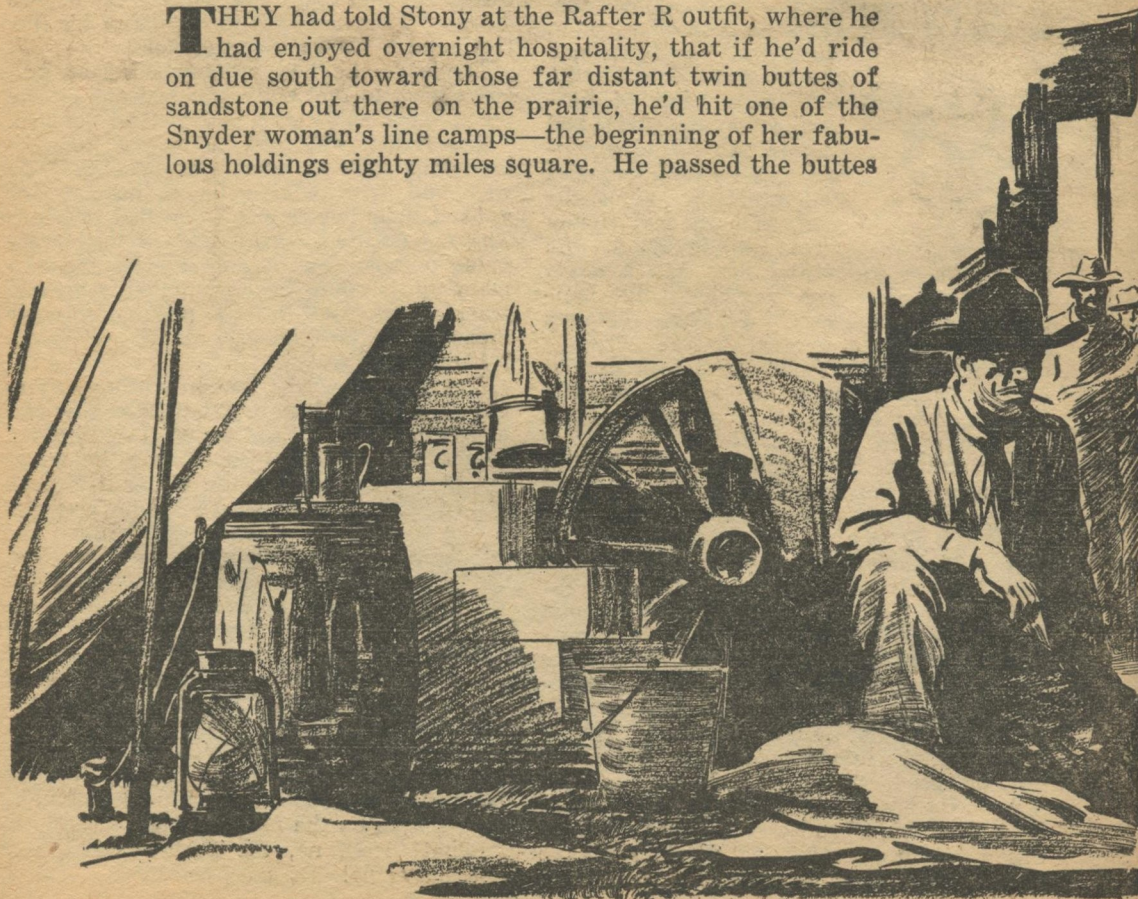 THEY had told Stony at the Rafter R outfit, where he
had enjoyed overnight hospitality, that if he'd ride
on due south toward those far distant twin buttes of
sandstone out there on the prairie, he'd hit one of the
Snyder woman's line camps—the beginning of her fabu-
lous holdings eighty miles square. He passed the buttes